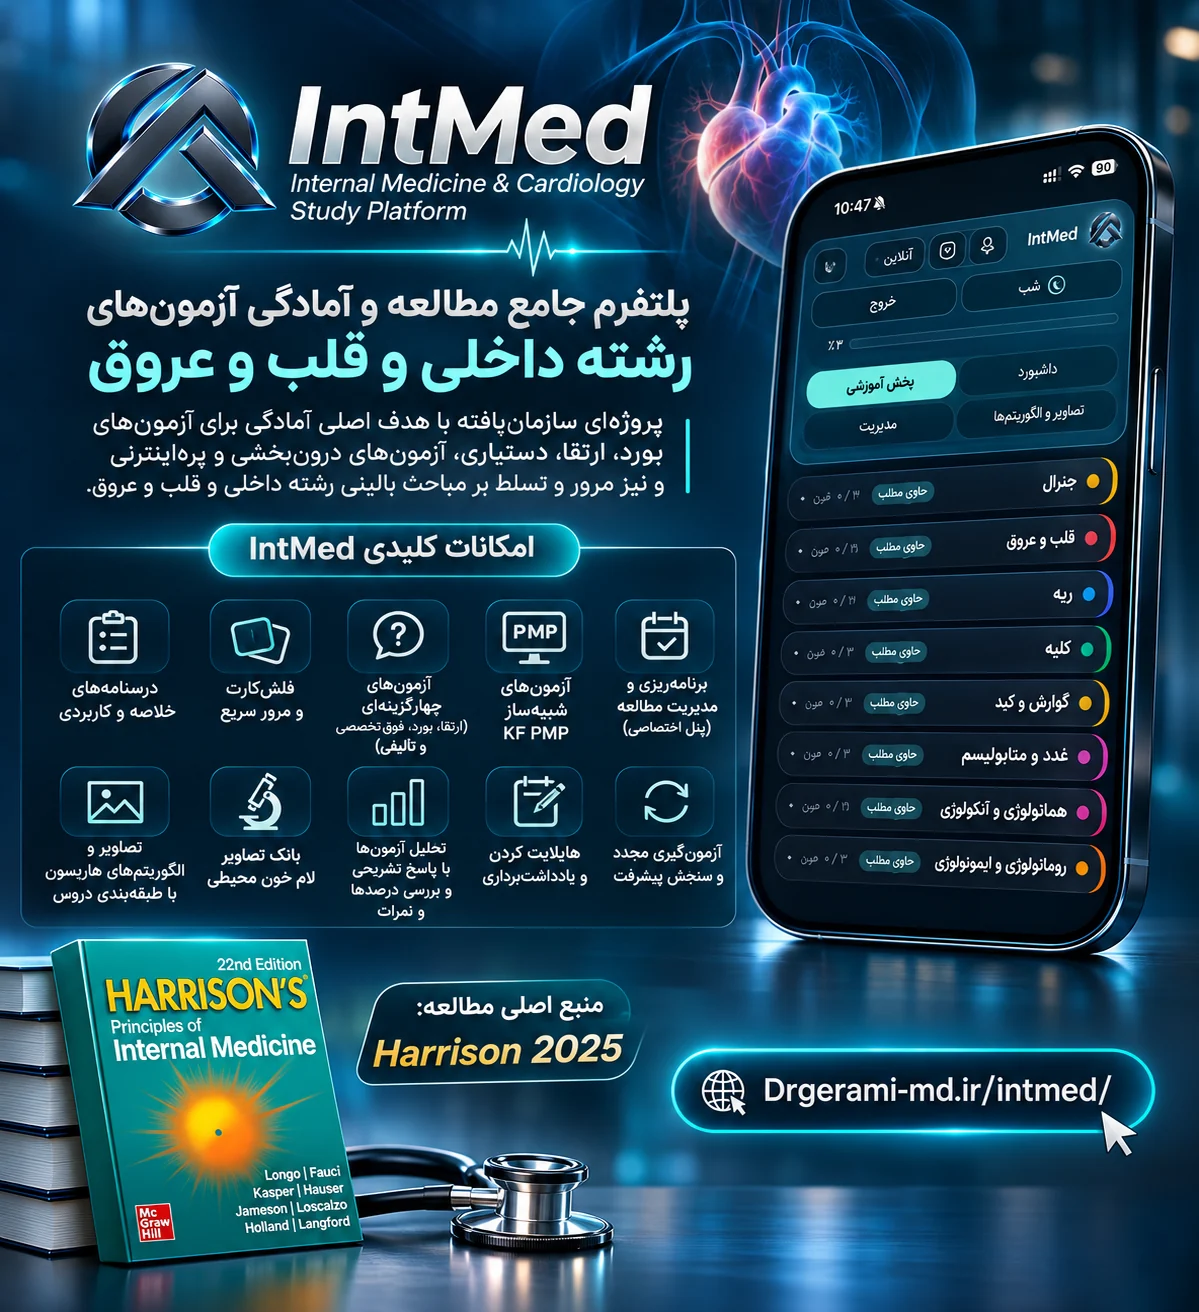 IntMed
Internal Medicine & Cardiology
Study Platform
پلتفرم جامع مطالعه و آمادگی آزمون‌های
رشته داخلی و قلب و عروق
پروژه‌ای سازمان‌یافته با هدف اصلی آمادگی برای آزمون‌های
بورد، ارتقا، دستیاری، آزمون‌های درون‌بخشی و پره‌اینترنی
و نیز مرور و تسلط بر مباحث بالینی رشته داخلی و قلب و عروق.
امکانات کلیدی IntMed
برنامه‌ریزی و
مدیریت مطالعه
(پنل اختصاصی)
PMP
آزمون‌های
شبیه‌ساز
KF PMP
آزمون‌های
چهارگزینه‌ای
(ارتقا، بورد، فوق‌تخصصی
و تألیفی)
فلش‌کارت
و مرور سریع
درسنامه‌های
خلاصه و کاربردی
آزمون‌گیری مجدد
و سنجش پیشرفت
هایلایت کردن
و یادداشت‌برداری
تحلیل آزمون‌ها
با پاسخ تشریحی
و بررسی درصدها
و نمرات
بانک تصاویر
لام خون محیطی
تصاویر و
الگوریتم‌های هاریسون
با طبقه‌بندی دروس
10:47
90
IntMed
آنلاین
شب
خروج
٪۳
داشبورد
پخش آموزشی
تصاویر و الگوریتم‌ها
مدیریت
جنرال
حاوی مطلب
قلب و عروق
حاوی مطلب
ریه
حاوی مطلب
کلیه
حاوی مطلب
گوارش و کبد
حاوی مطلب
غدد و متابولیسم
حاوی مطلب
هماتولوژی و آنکولوژی
حاوی مطلب
روماتولوژی و ایمونولوژی
حاوی مطلب
22nd Edition
HARRISON'S®
Principles of
Internal Medicine
Longo | Fauci
Kasper | Hauser
Jameson | Loscalzo
Holland | Langford
Mc
Graw
Hill
منبع اصلی مطالعه:
Harrison 2025
Drgerami-md.ir/intmed/